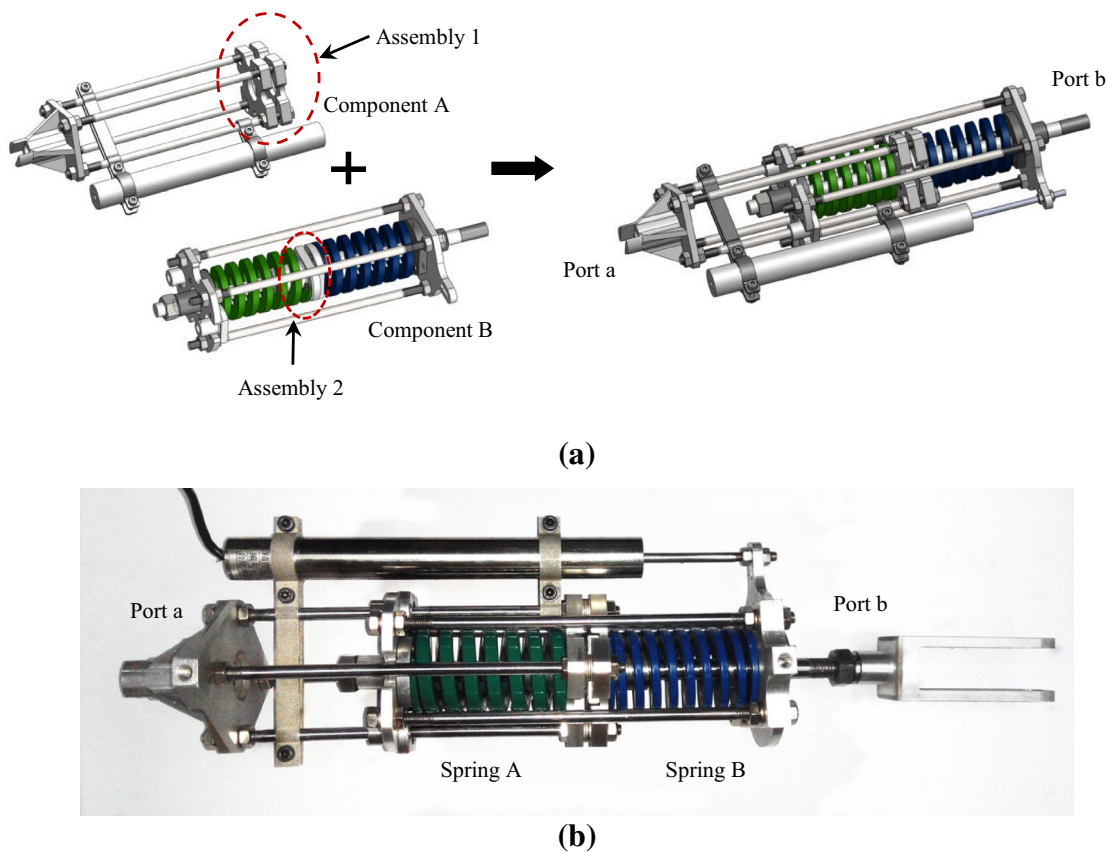 Assembly 1
Component A
Port b
Port a
Component B
Assembly 2
(a)
Port a
Port b
Spring A
Spring B
(b)